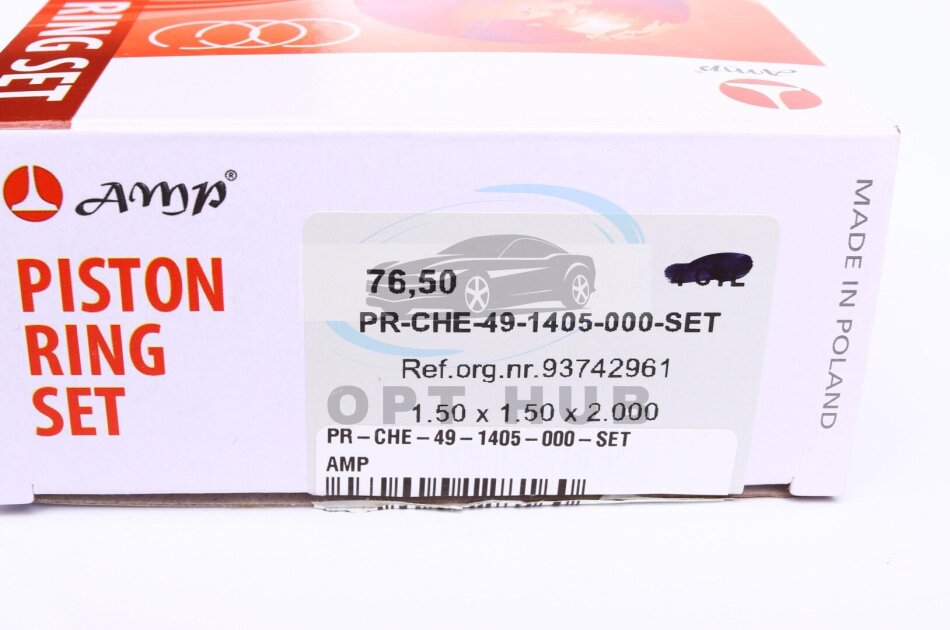 RING SET
AMP
AMP®
PISTON
RING
SET
76,50
PR-CHE-49-1405-000-SET
Ref.org.nr.93742961
OPT HUB
1.50 x 1.50 x 2.000
PR-CHE-49-1405-000-SET
AMP
MADE IN POLAND